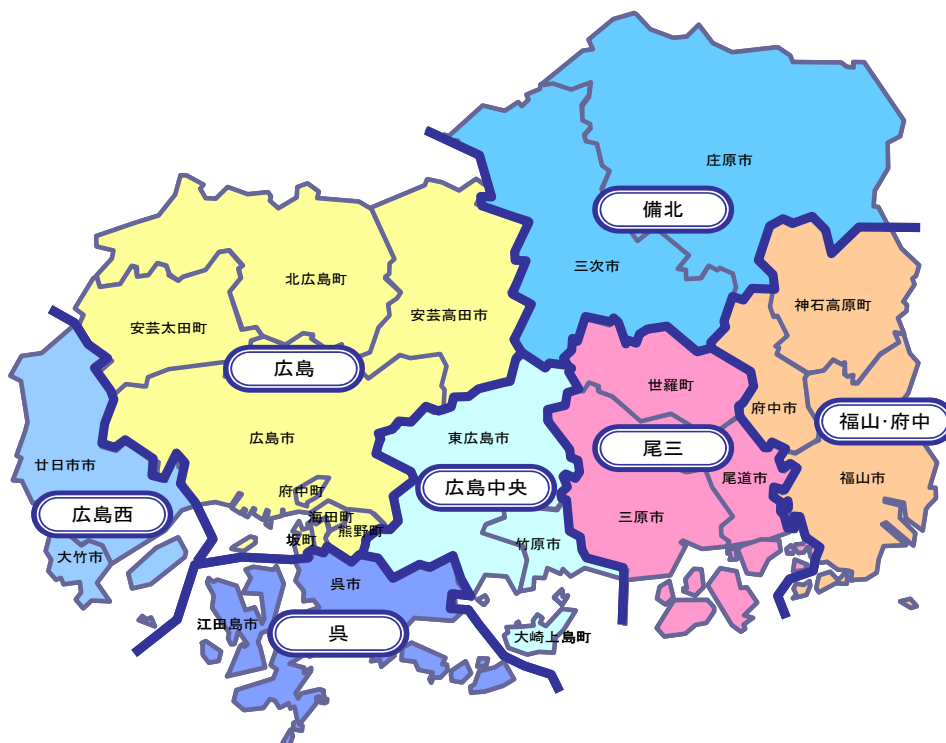 庄原市
備北
三次市
北広島町
神石高原町
安芸高田市
安芸太田町
広島
世羅町
府中市
福山・府中
広島市
東広島市
尾三
廿日市市
尾道市
福山市
広島中央
府中町
広島西
海田町
三原市
熊野町
坂町
竹原市
大竹市
呉市
江田島市
呉
大崎上島町